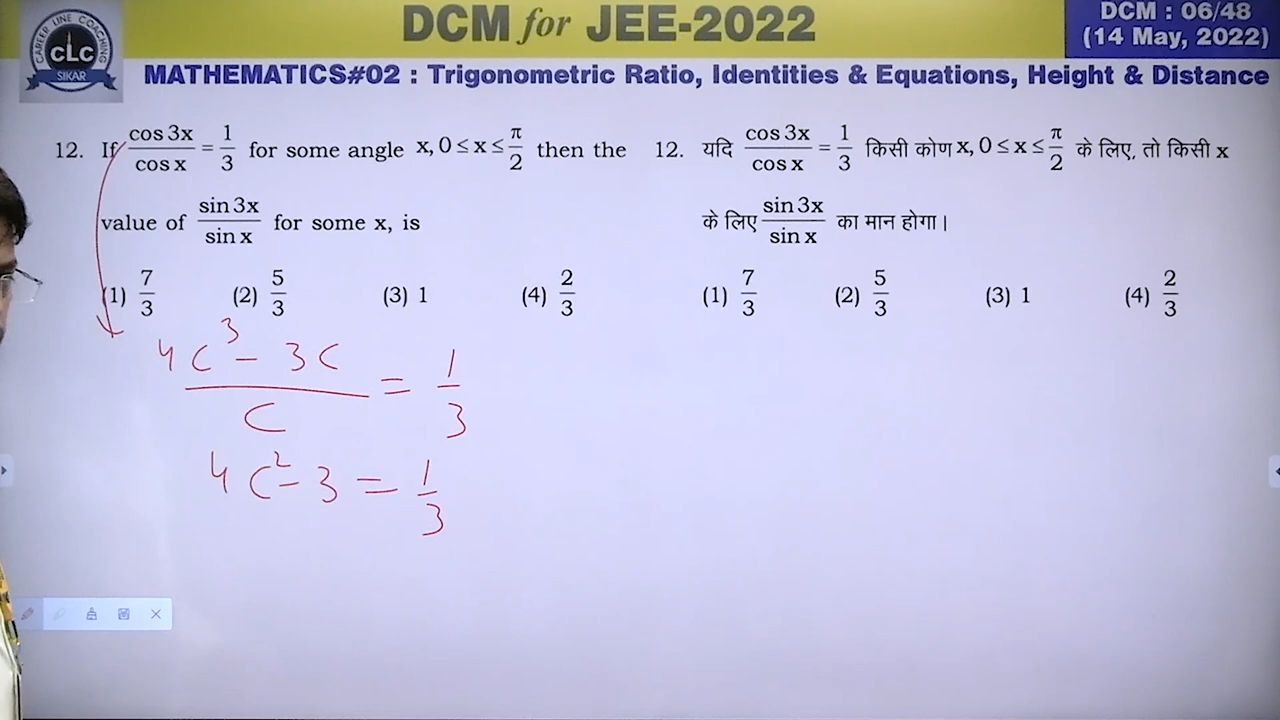 CAREER LINE COACHING
CLC
SIKAR
DCM for JEE-2022
DCM : 06/48
(14 May, 2022)
MATHEMATICS#02 : Trigonometric Ratio, Identities & Equations, Height & Distance
12. If cos 3x / cos x = 1/3 for some angle x, 0 ≤ x ≤ π/2 then the
value of sin 3x / sin x for some x, is
(1) 7/3 (2) 5/3 (3) 1 (4) 2/3
12. यदि cos 3x / cos x = 1/3 किसी कोण x, 0 ≤ x ≤ π/2 के लिए, तो किसी x
के लिए sin 3x / sin x का मान होगा।
(1) 7/3 (2) 5/3 (3) 1 (4) 2/3
4C³ - 3C / C = 1/3
4C² - 3 = 1/3